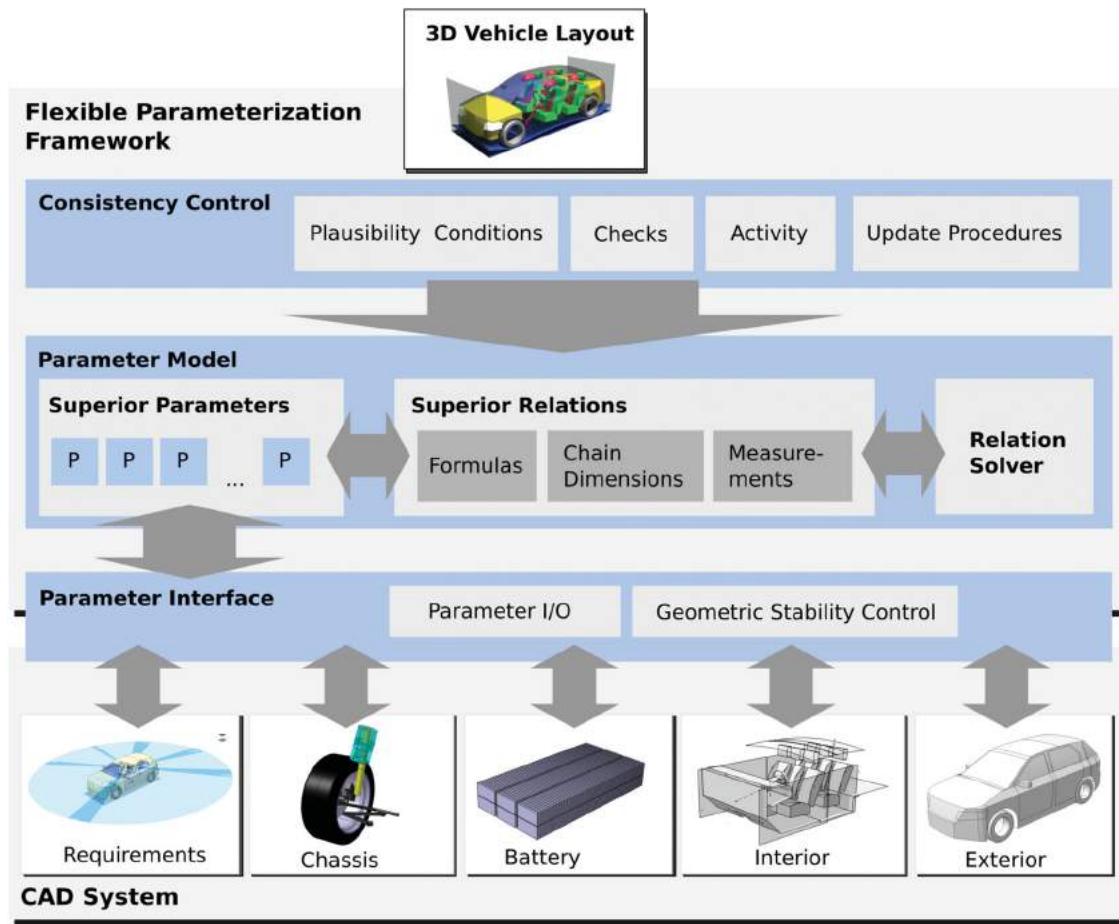 3D Vehicle Layout
Flexible Parameterization
Framework
Consistency Control
Plausibility Conditions
Checks
Activity
Update Procedures
Parameter Model
Superior Parameters
P P P ... P
Superior Relations
Formulas
Chain
Dimensions
Measure-
ments
Relation
Solver
Parameter Interface
Parameter I/O
Geometric Stability Control
Requirements
Chassis
Battery
Interior
Exterior
CAD System